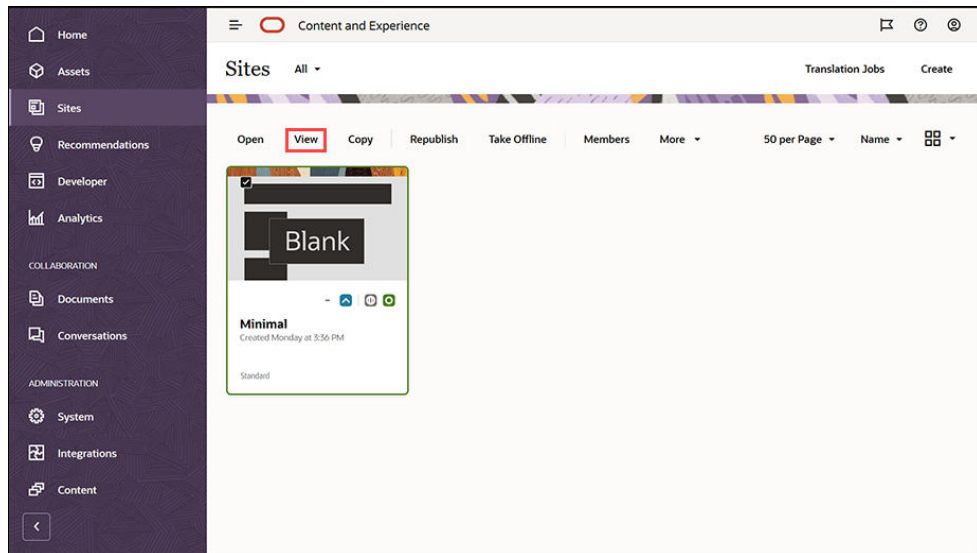 Home
Assets
Sites
Recommendations
Developer
Analytics
COLLABORATION
Documents
Conversations
ADMINISTRATION
System
Integrations
Content
Content and Experience
Sites All
Translation Jobs Create
Open View Copy Republish Take Offline Members More 50 per Page Name
Blank
Minimal
Created Monday at 3:36 PM
Standard